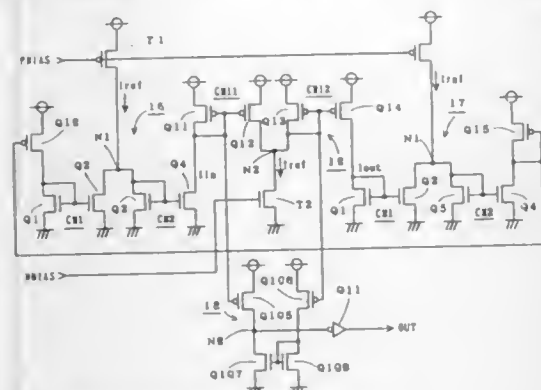 T1
PBIAS
Iref
Iref
CM11
CM12
16
17
Q16
Q11
Q12
Q13
Q14
Q15
N1
N1
N2
Iin
Iref
18
Iout
Q2
Q4
Q1
CM1
Q3
CM2
T2
Q1
CM1
Q2
Q5
CM2
Q4
NBIAS
Q106
Q11
12
Q105
OUT
Q107
Q108